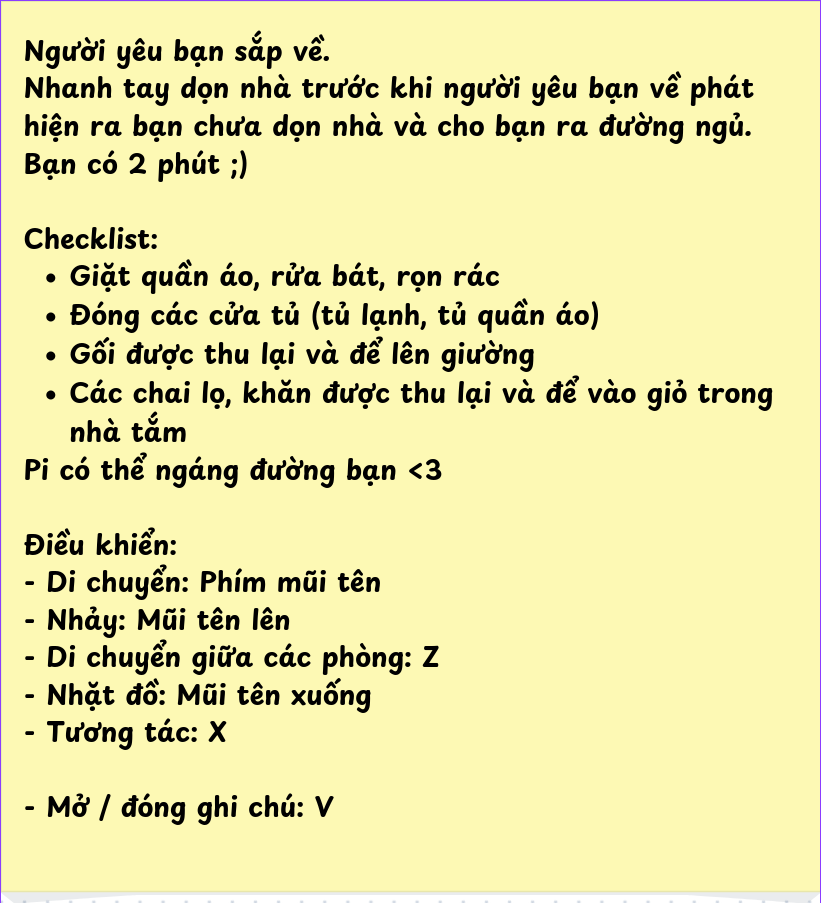 Người yêu bạn sắp về.
Nhanh tay dọn nhà trước khi người yêu bạn về phát
hiện ra bạn chưa dọn nhà và cho bạn ra đường ngủ.
Bạn có 2 phút ;)
Checklist:
• Giặt quần áo, rửa bát, rọn rác
• Đóng các cửa tủ (tủ lạnh, tủ quần áo)
• Gối được thu lại và để lên giường
• Các chai lọ, khăn được thu lại và để vào giỏ trong
nhà tắm
Pi có thể ngáng đường bạn <3
Điều khiển:
- Di chuyển: Phím mũi tên
- Nhảy: Mũi tên lên
- Di chuyển giữa các phòng: Z
- Nhặt đồ: Mũi tên xuống
- Tương tác: X
- Mở / đóng ghi chú: V